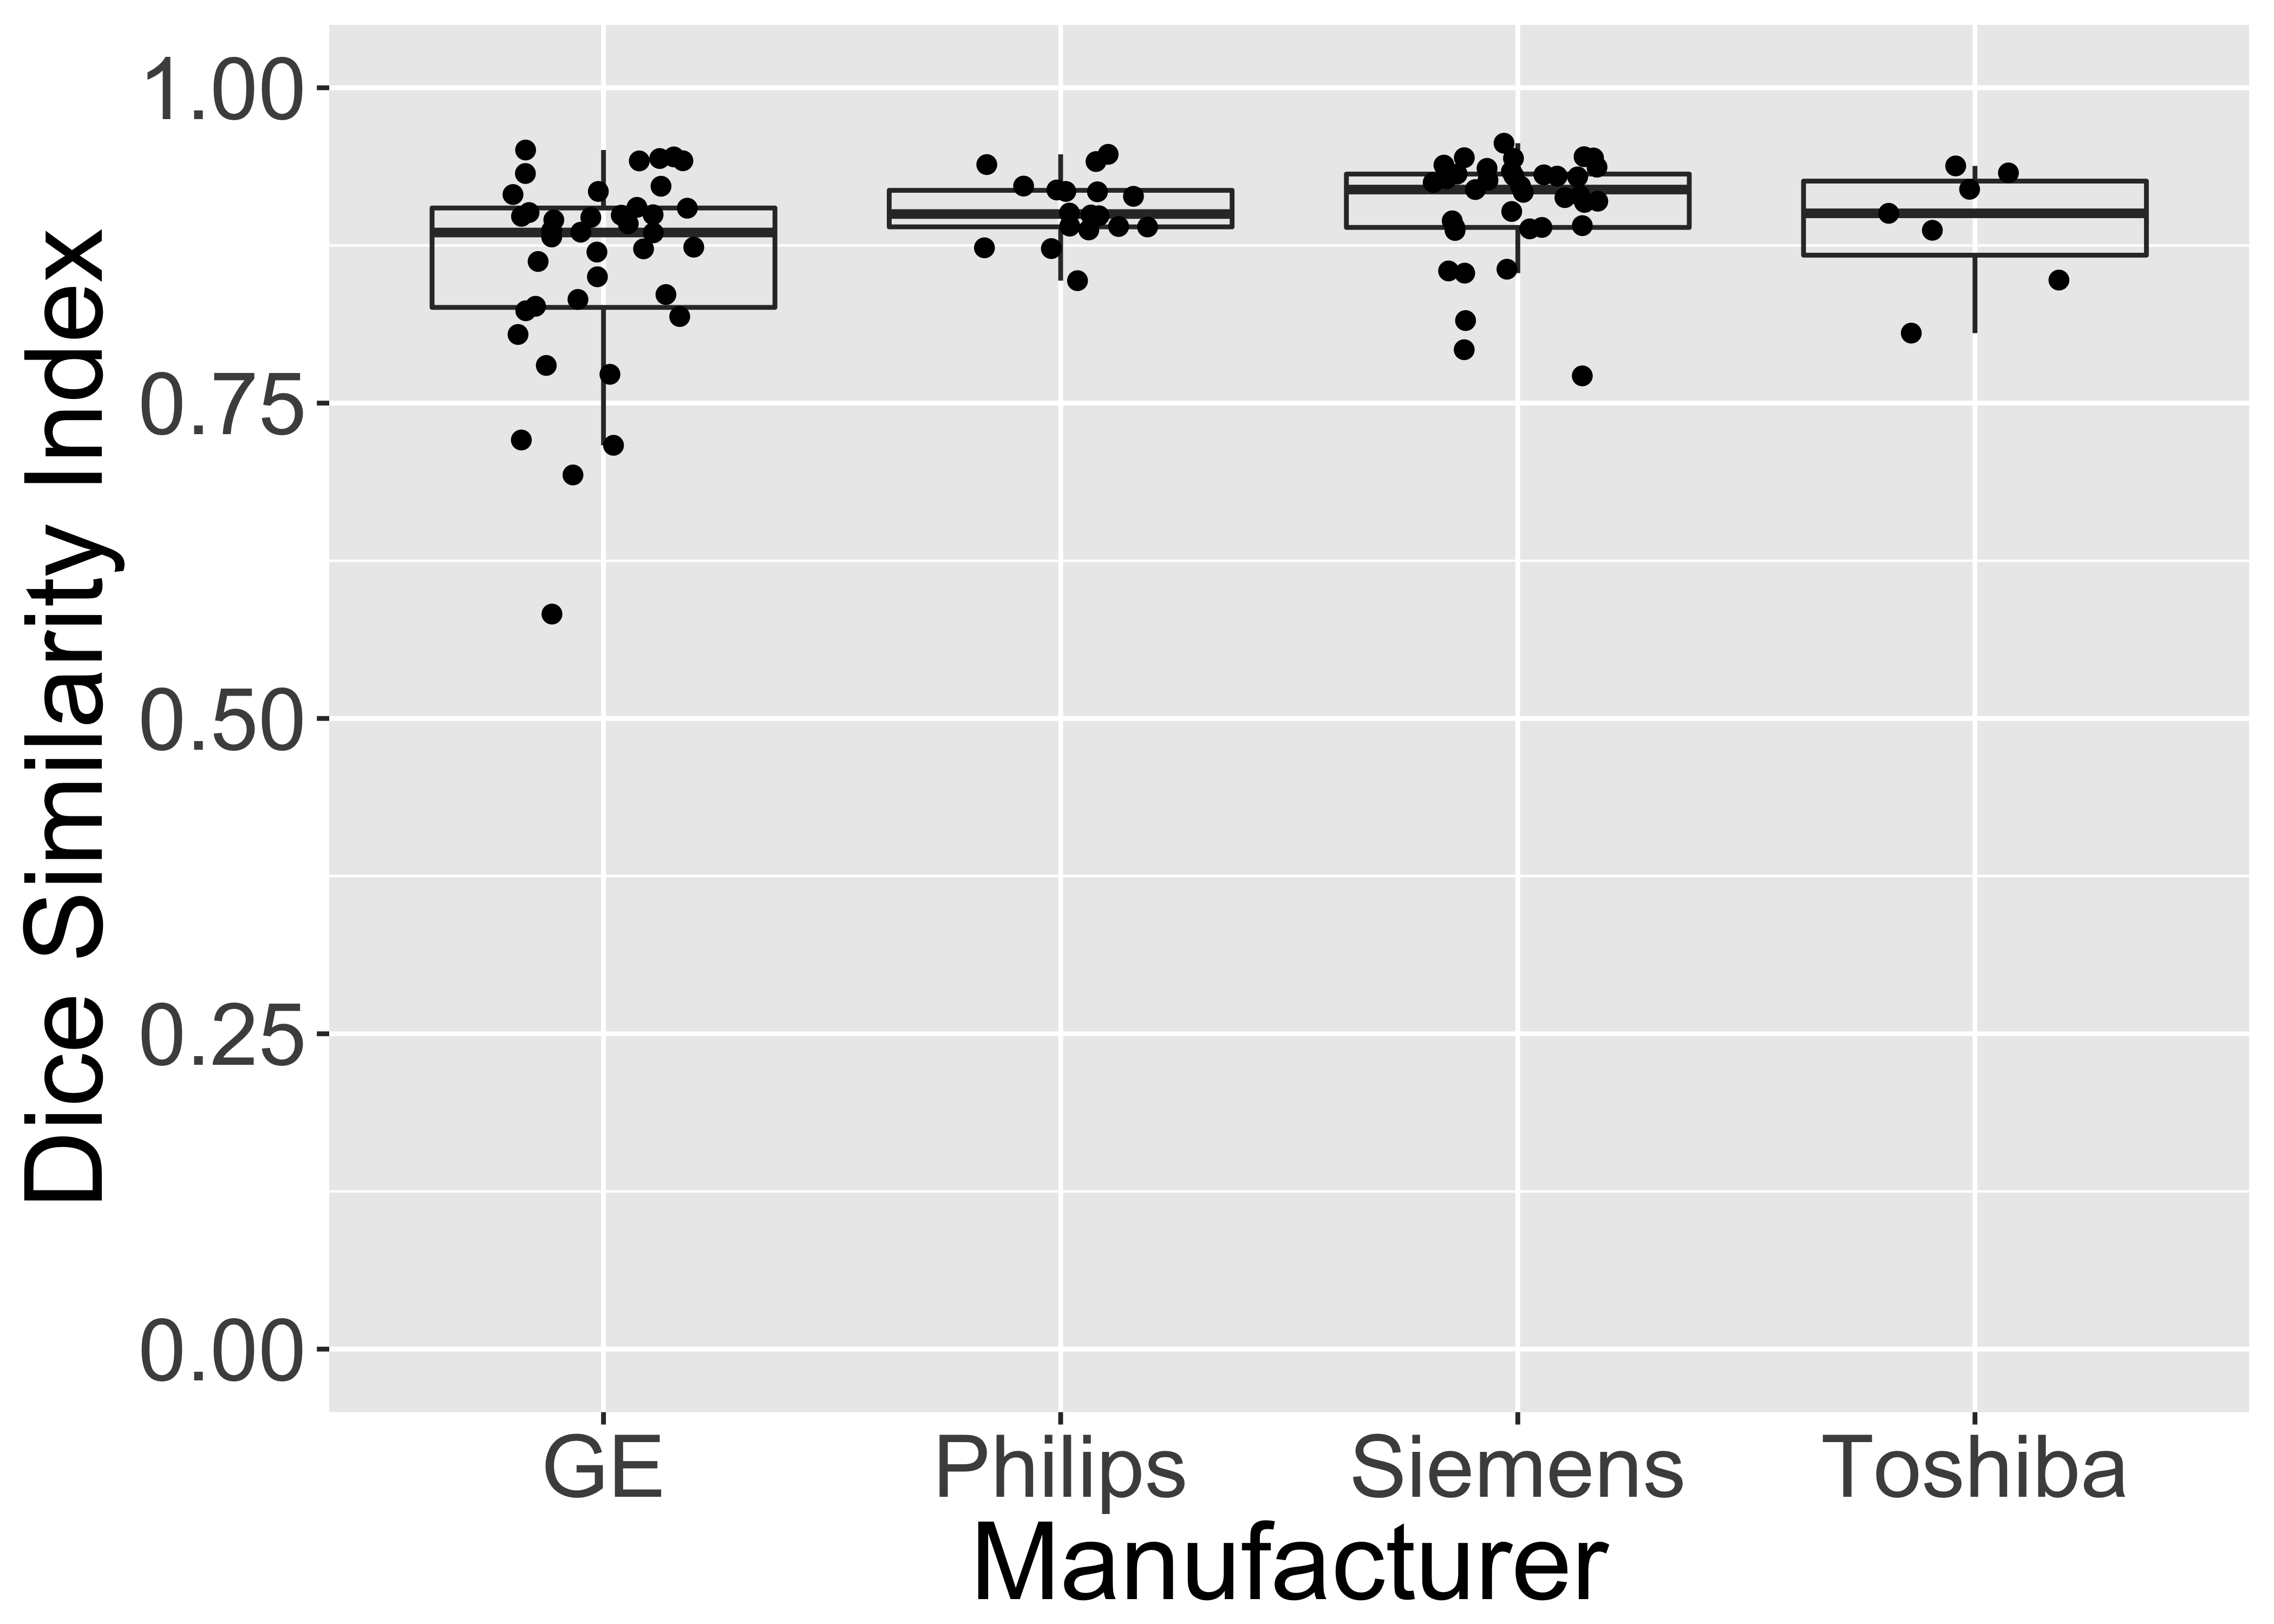 Dice Similarity Index
1.00
0.75
0.50
0.25
0.00
GE Philips Siemens Toshiba
Manufacturer